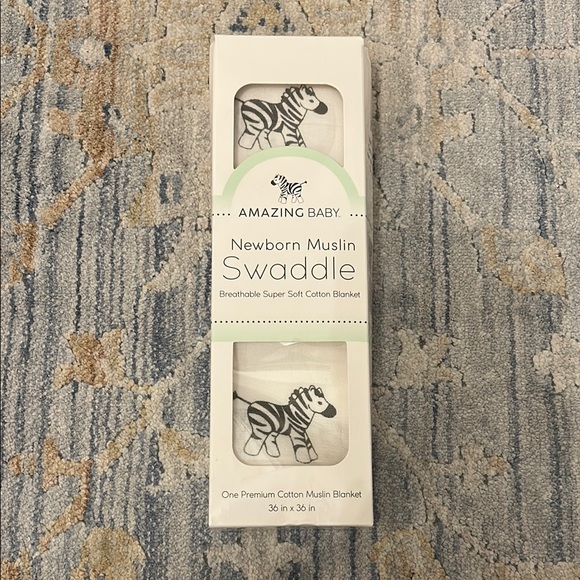 AMAZING BABY.
Newborn Muslin
Swaddle
Breathable Super Soft Cotton Blanket
One Premium Cotton Muslin Blanket
36 in x 36 in